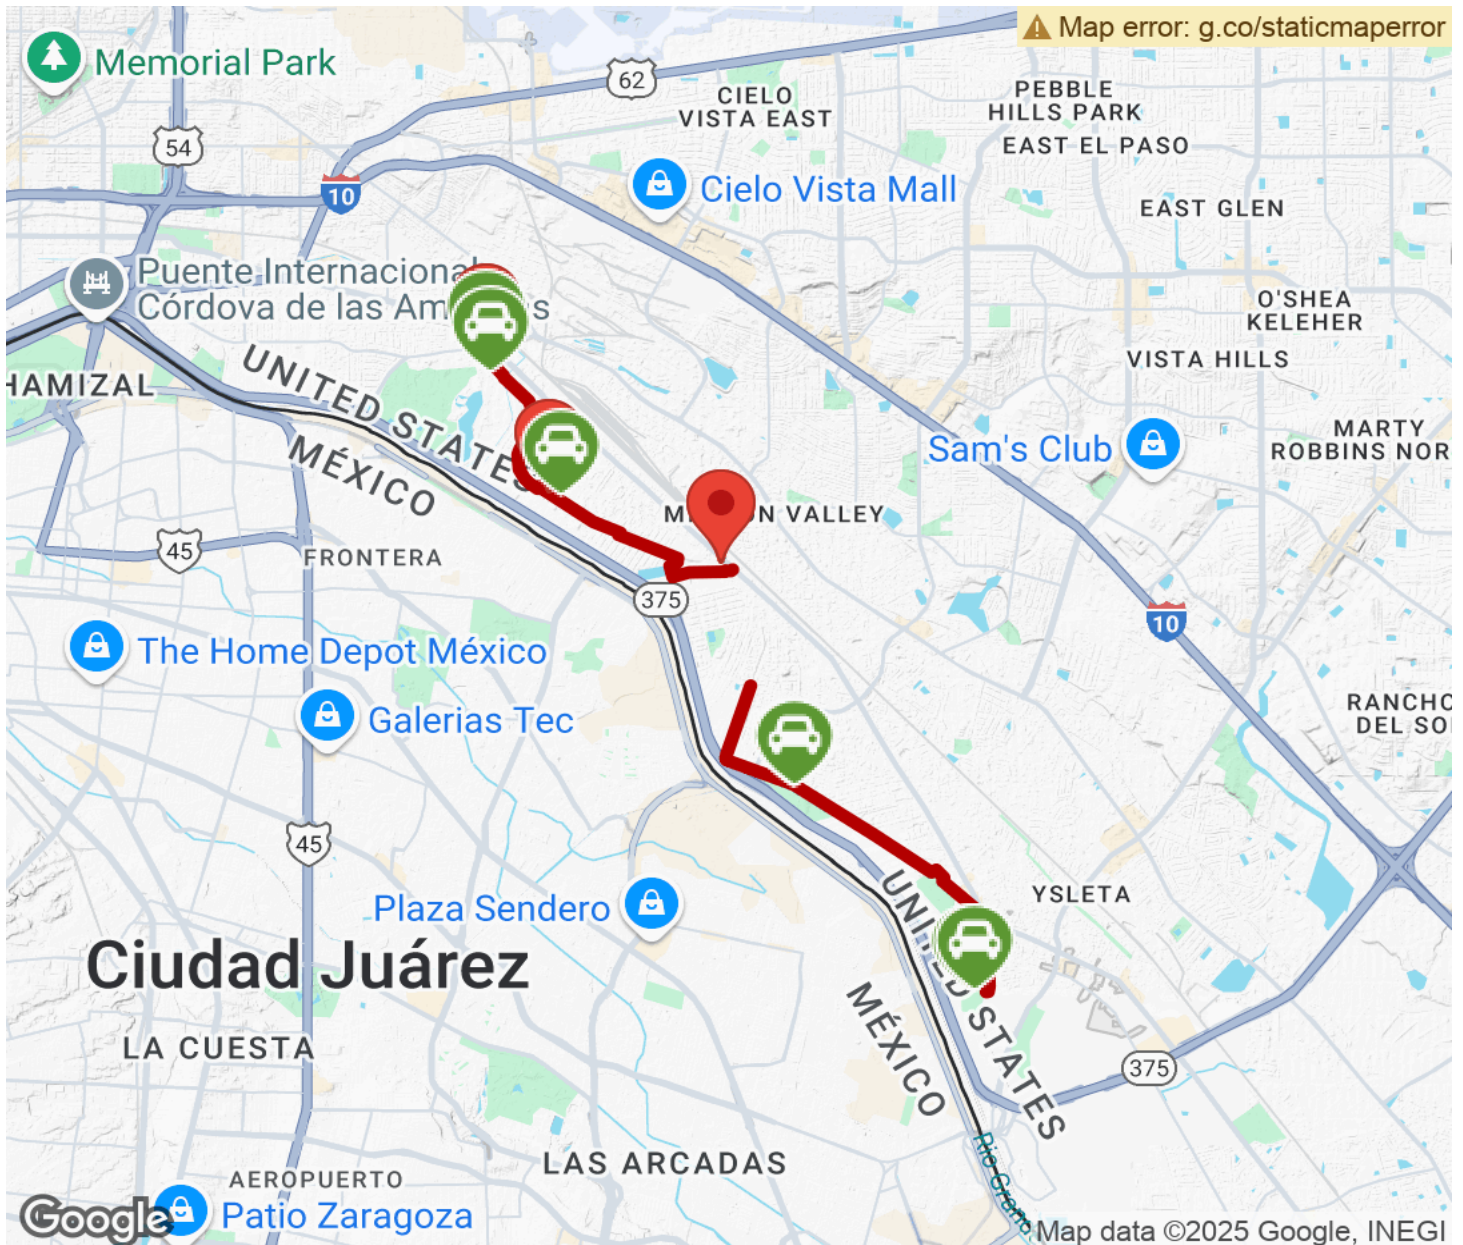 Map error: g.co/staticmaperror
Memorial Park
62
CIELO
VISTA EAST
PEBBLE
HILLS PARK
EAST EL PASO
54
10
Cielo Vista Mall
EAST GLEN
Puente Internacional
Córdova de las Am
s
O'SHEA
KELEHER
VISTA HILLS
HAMIZAL
UNITED STATES
MÉXICO
MARTY
ROBBINS NOR
Sam's Club
VALLEY
45
FRONTERA
375
10
The Home Depot México
Galerias Tec
RANCHO
DEL SO
45
Plaza Sendero
YSLETA
Ciudad Juárez
STATES
MÉXICO
LA CUESTA
375
LAS ARCADAS
AEROPUERTO
Patio Zaragoza
Google
Map data ©2025 Google, INEGI